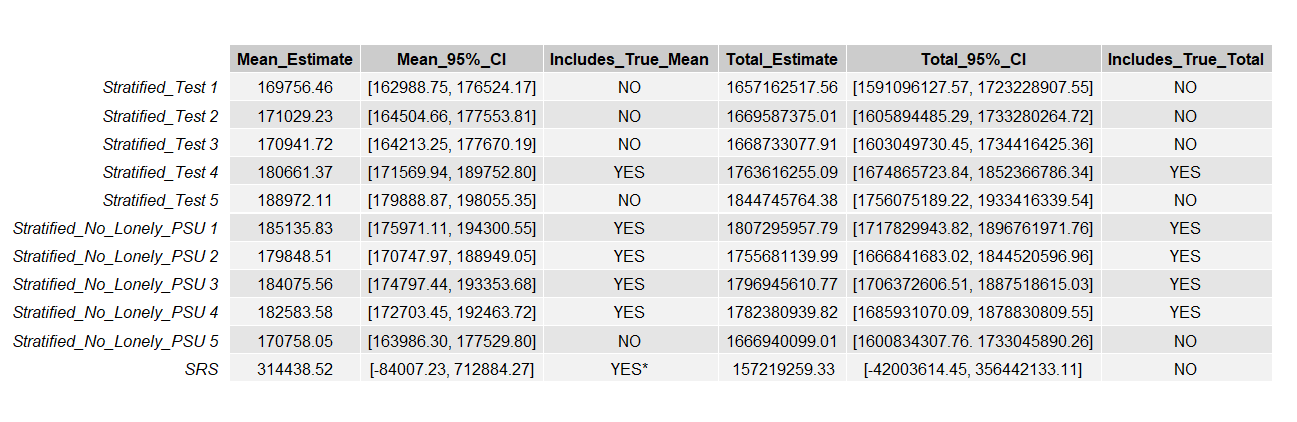 Mean_Estimate Mean_95%_CI Includes_True_Mean Total_Estimate Total_95%_CI Includes_True_Total
Stratified_Test 1 169756.46 [162988.75, 176524.17] NO 1657162517.56 [1591096127.57, 1723228907.55] NO
Stratified_Test 2 171029.23 [164504.66, 177553.81] NO 1669587375.01 [1605894485.29, 1733280264.72] NO
Stratified_Test 3 170941.72 [164213.25, 177670.19] NO 1668733077.91 [1603049730.45, 1734416425.36] NO
Stratified_Test 4 180661.37 [171569.94, 189752.80] YES 1763616255.09 [1674865723.84, 1852366786.34] YES
Stratified_Test 5 188972.11 [179888.87, 198055.35] NO 1844745764.38 [1756075189.22, 1933416339.54] NO
Stratified_No_Lonely_PSU 1 185135.83 [175971.11, 194300.55] YES 1807295957.79 [1717829943.82, 1896761971.76] YES
Stratified_No_Lonely_PSU 2 179848.51 [170747.97, 188949.05] YES 1755681139.99 [1666841683.02, 1844520596.96] YES
Stratified_No_Lonely_PSU 3 184075.56 [174797.44, 193353.68] YES 1796945610.77 [1706372606.51, 1887518615.03] YES
Stratified_No_Lonely_PSU 4 182583.58 [172703.45, 192463.72] YES 1782380939.82 [1685931070.09, 1878830809.55] YES
Stratified_No_Lonely_PSU 5 170758.05 [163986.30, 177529.80] NO 1666940099.01 [1600834307.76. 1733045890.26] NO
SRS 314438.52 [-84007.23, 712884.27] YES* 157219259.33 [-42003614.45, 356442133.11] NO